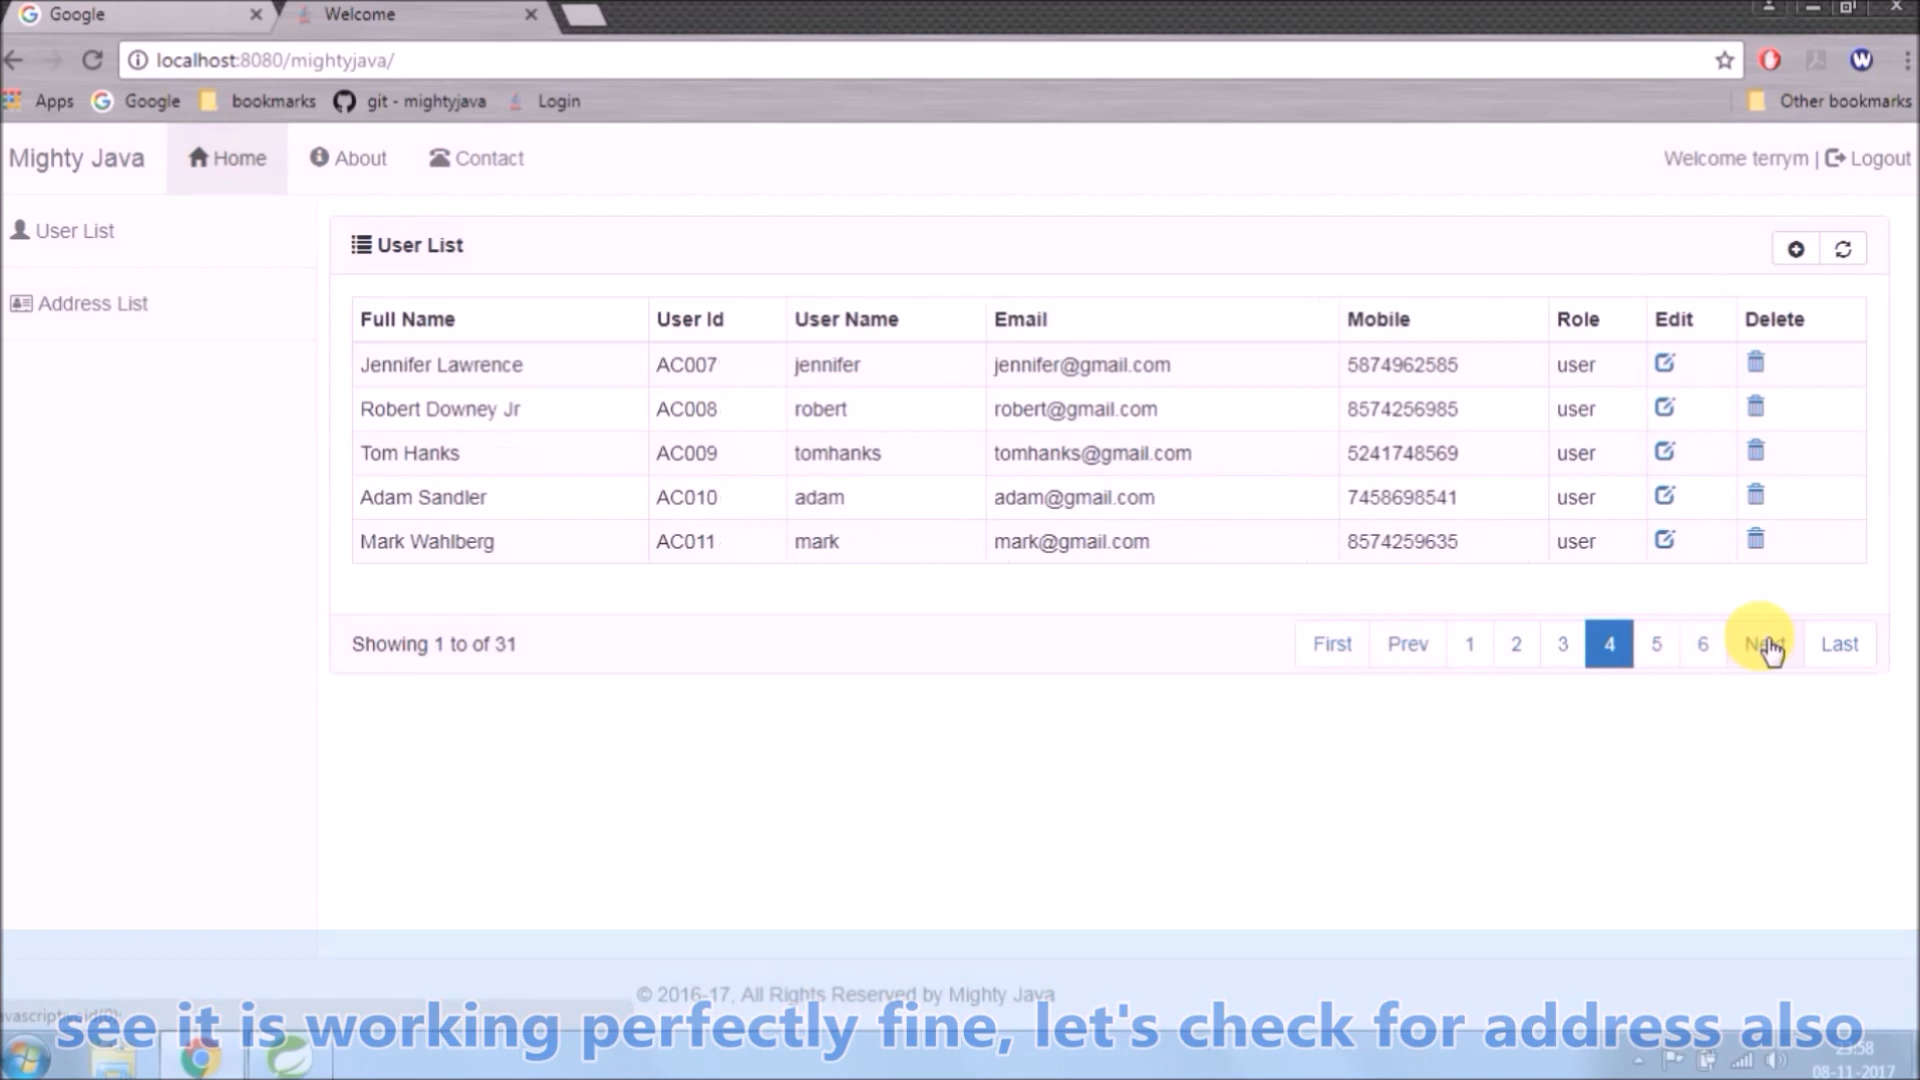 Google
Welcome
localhost:8080/mightyjava/
Apps Google bookmarks git - mightyjava Login Other bookmarks
Mighty Java Home About Contact Welcome terrym | Logout
User List
Address List
User List
Full Name User Id User Name Email Mobile Role Edit Delete
Jennifer Lawrence AC007 jennifer jennifer@gmail.com 5874962585 user
Robert Downey Jr AC008 robert robert@gmail.com 8574256985 user
Tom Hanks AC009 tomhanks tomhanks@gmail.com 5241748569 user
Adam Sandler AC010 adam adam@gmail.com 7458698541 user
Mark Wahlberg AC011 mark mark@gmail.com 8574259635 user
Showing 1 to of 31 First Prev 1 2 3 4 5 6 Next Last
© 2016-17, All Rights Reserved by Mighty Java
see it is working perfectly fine, let's check for address also
23:58
08-11-2017